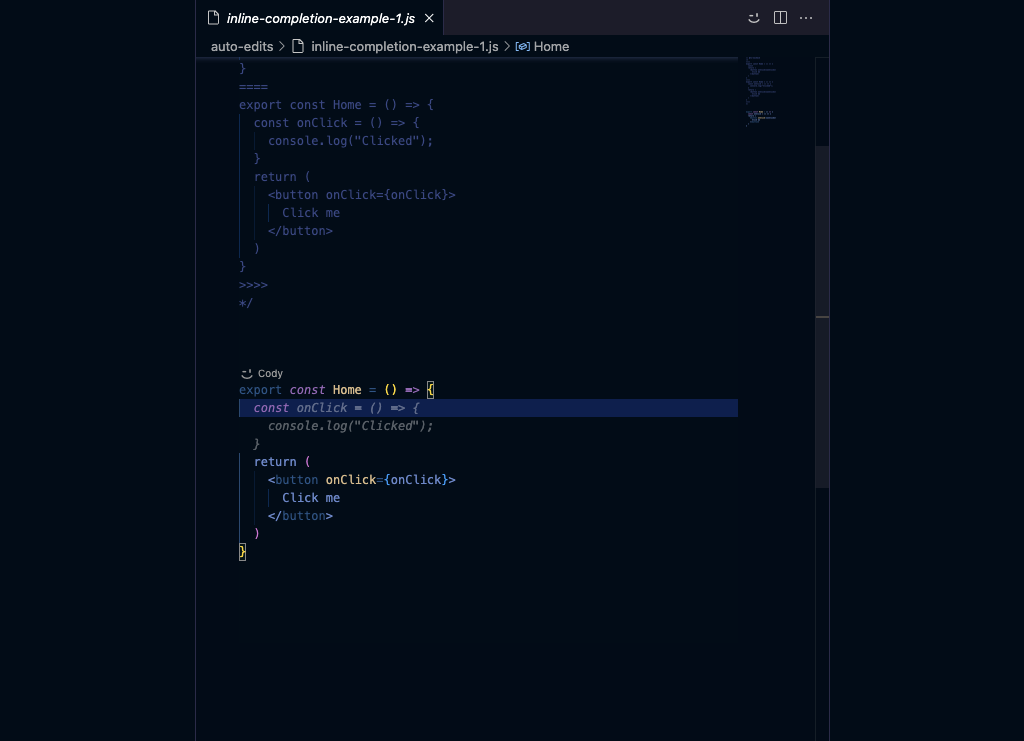 inline-completion-example-1.js ×
auto-edits > inline-completion-example-1.js > Home
}
====
export const Home = () => {
const onClick = () => {
console.log("Clicked");
}
return (
<button onClick={onClick}>
Click me
</button>
)
}
>>>>
*/
Cody
export const Home = () => {
const onClick = () => {
console.log("Clicked");
}
return (
<button onClick={onClick}>
Click me
</button>
)
}